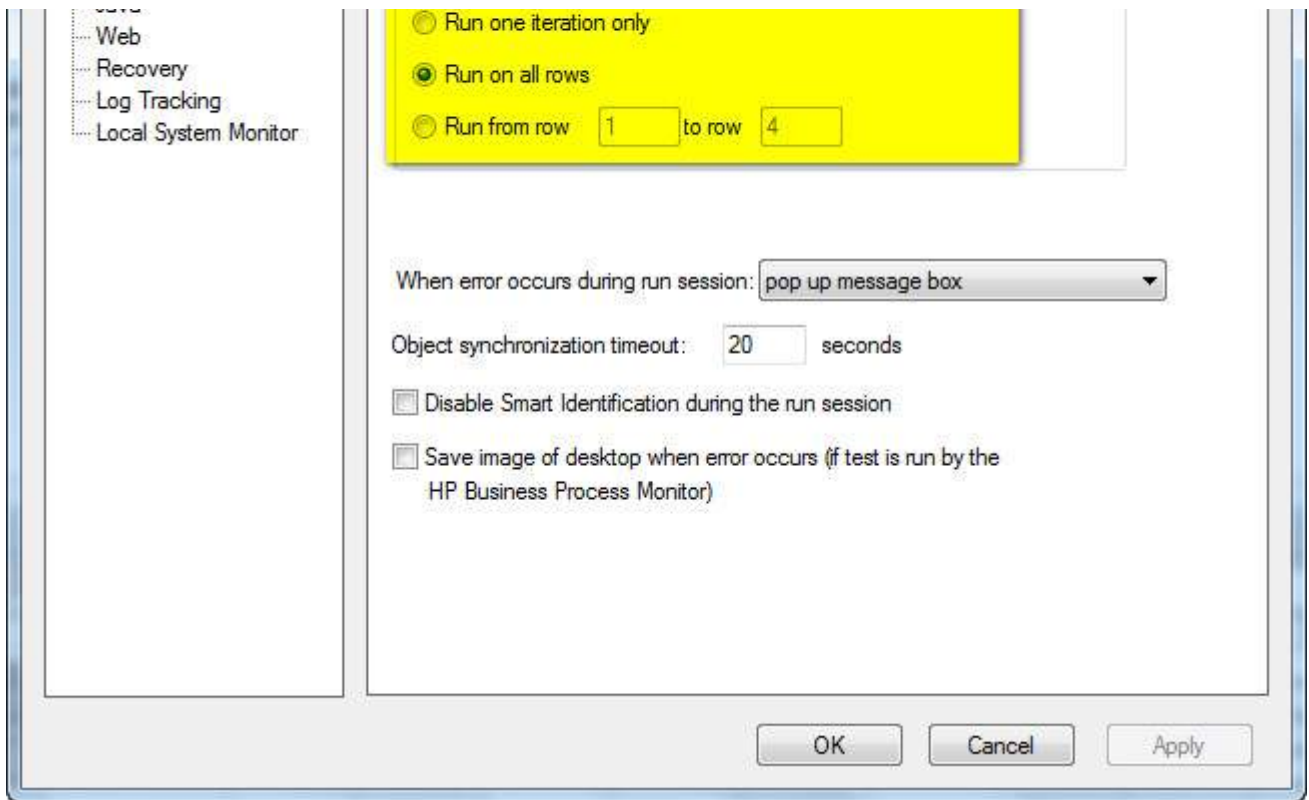 Java
Web
Recovery
Log Tracking
Local System Monitor
Run one iteration only
Run on all rows
Run from row 1 to row 4
When error occurs during run session: pop up message box
Object synchronization timeout: 20 seconds
Disable Smart Identification during the run session
Save image of desktop when error occurs (if test is run by the
HP Business Process Monitor)
OK Cancel Apply